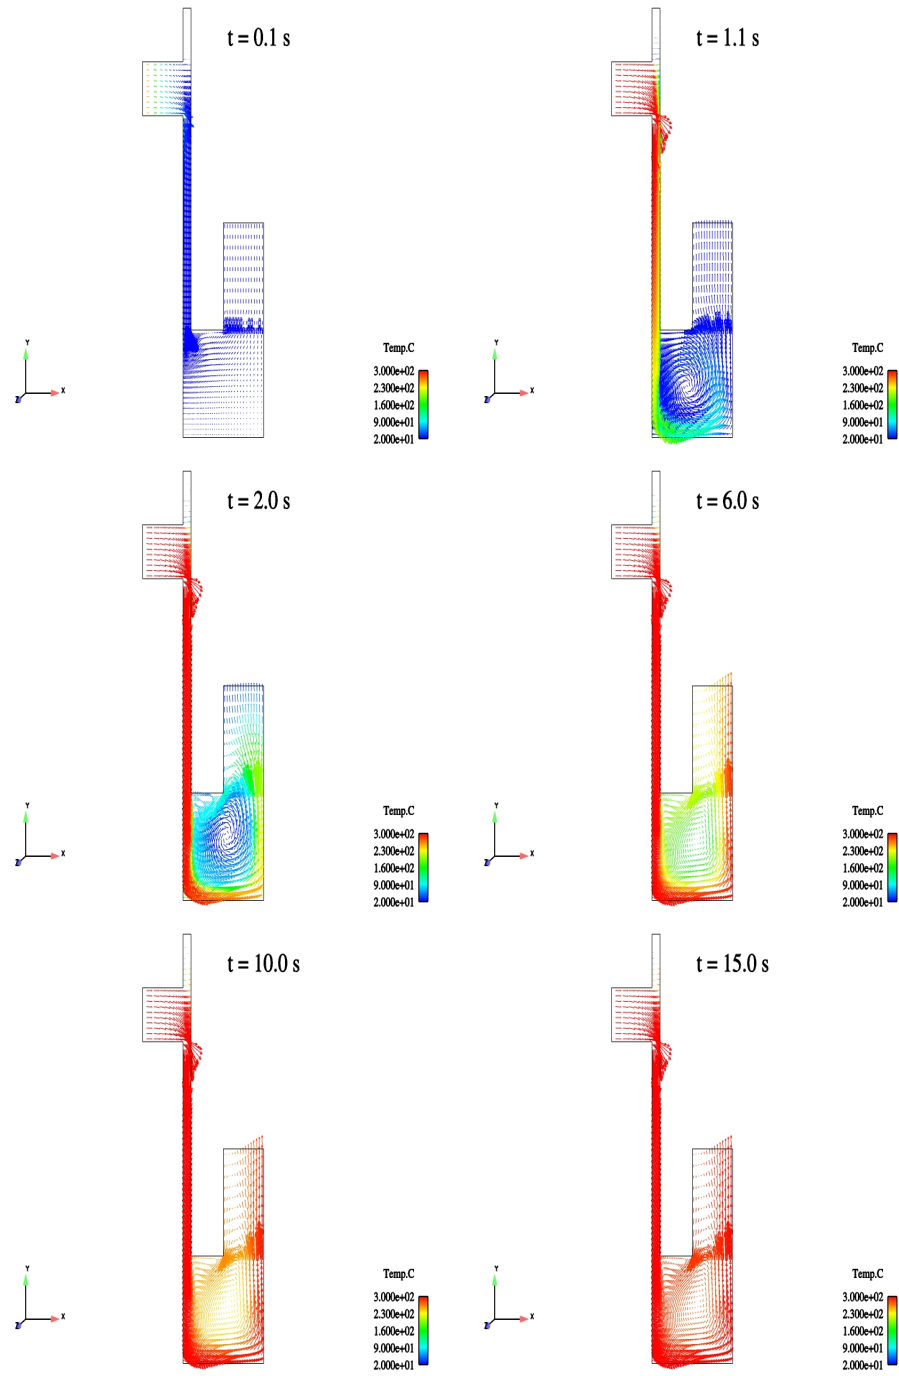 t = 0.1 s
Y
X
Z
Temp.C
3.000e+02
2.300e+02
1.600e+02
9.000e+01
2.000e+01
t = 1.1 s
Y
X
Z
Temp.C
3.000e+02
2.300e+02
1.600e+02
9.000e+01
2.000e+01
t = 2.0 s
Y
X
Z
Temp.C
3.000e+02
2.300e+02
1.600e+02
9.000e+01
2.000e+01
t = 6.0 s
Y
X
Z
Temp.C
3.000e+02
2.300e+02
1.600e+02
9.000e+01
2.000e+01
t = 10.0 s
Y
X
Z
Temp.C
3.000e+02
2.300e+02
1.600e+02
9.000e+01
2.000e+01
t = 15.0 s
Y
X
Z
Temp.C
3.000e+02
2.300e+02
1.600e+02
9.000e+01
2.000e+01